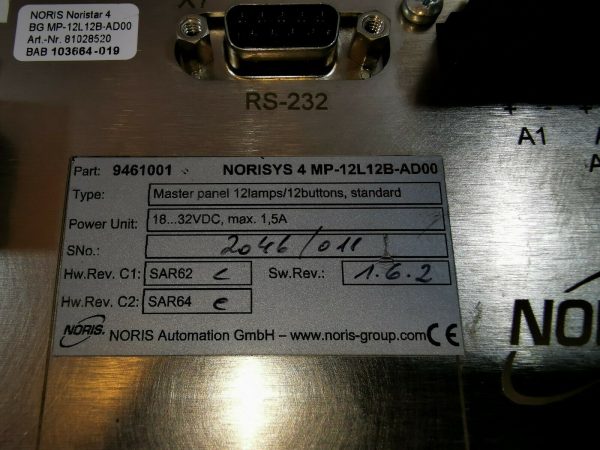 NORIS Noristar 4
BG MP-12L12B-AD00
Art.-Nr. 81028520
BAB 103664-019
X7
RS-232
+ -
A1
A
Part: 9461001 NORISYS 4 MP-12L12B-AD00
Type: Master panel 12lamps/12buttons, standard
Power Unit: 18...32VDC, max. 1,5A
SNo.: 2046/011
Hw.Rev. C1: SAR62 c Sw.Rev.: 1.6.2
Hw.Rev. C2: SAR64 e
NORIS. NORIS Automation GmbH – www.noris-group.com CE
NO